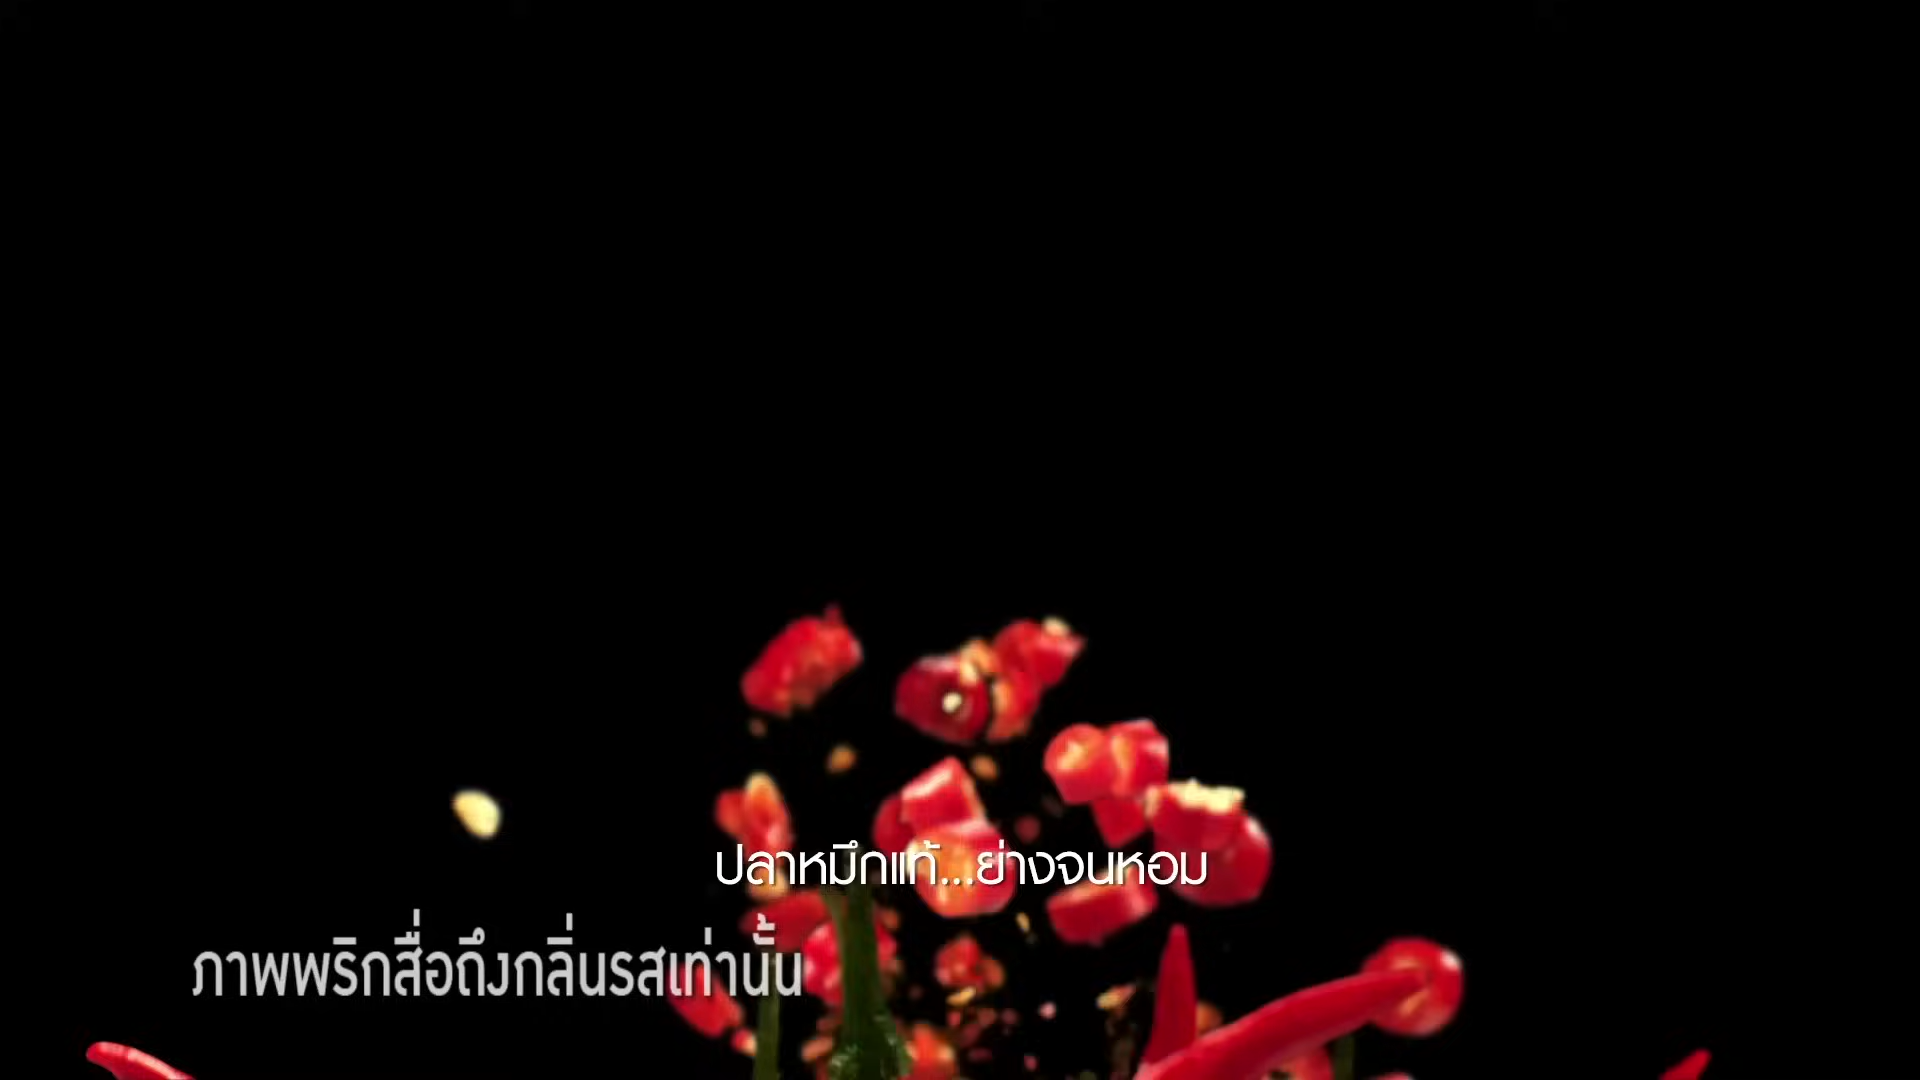 ปลาหมึกแท้...ย่างจนหอม
ภาพพริกสื่อถึงกลิ่นรสเท่านั้น